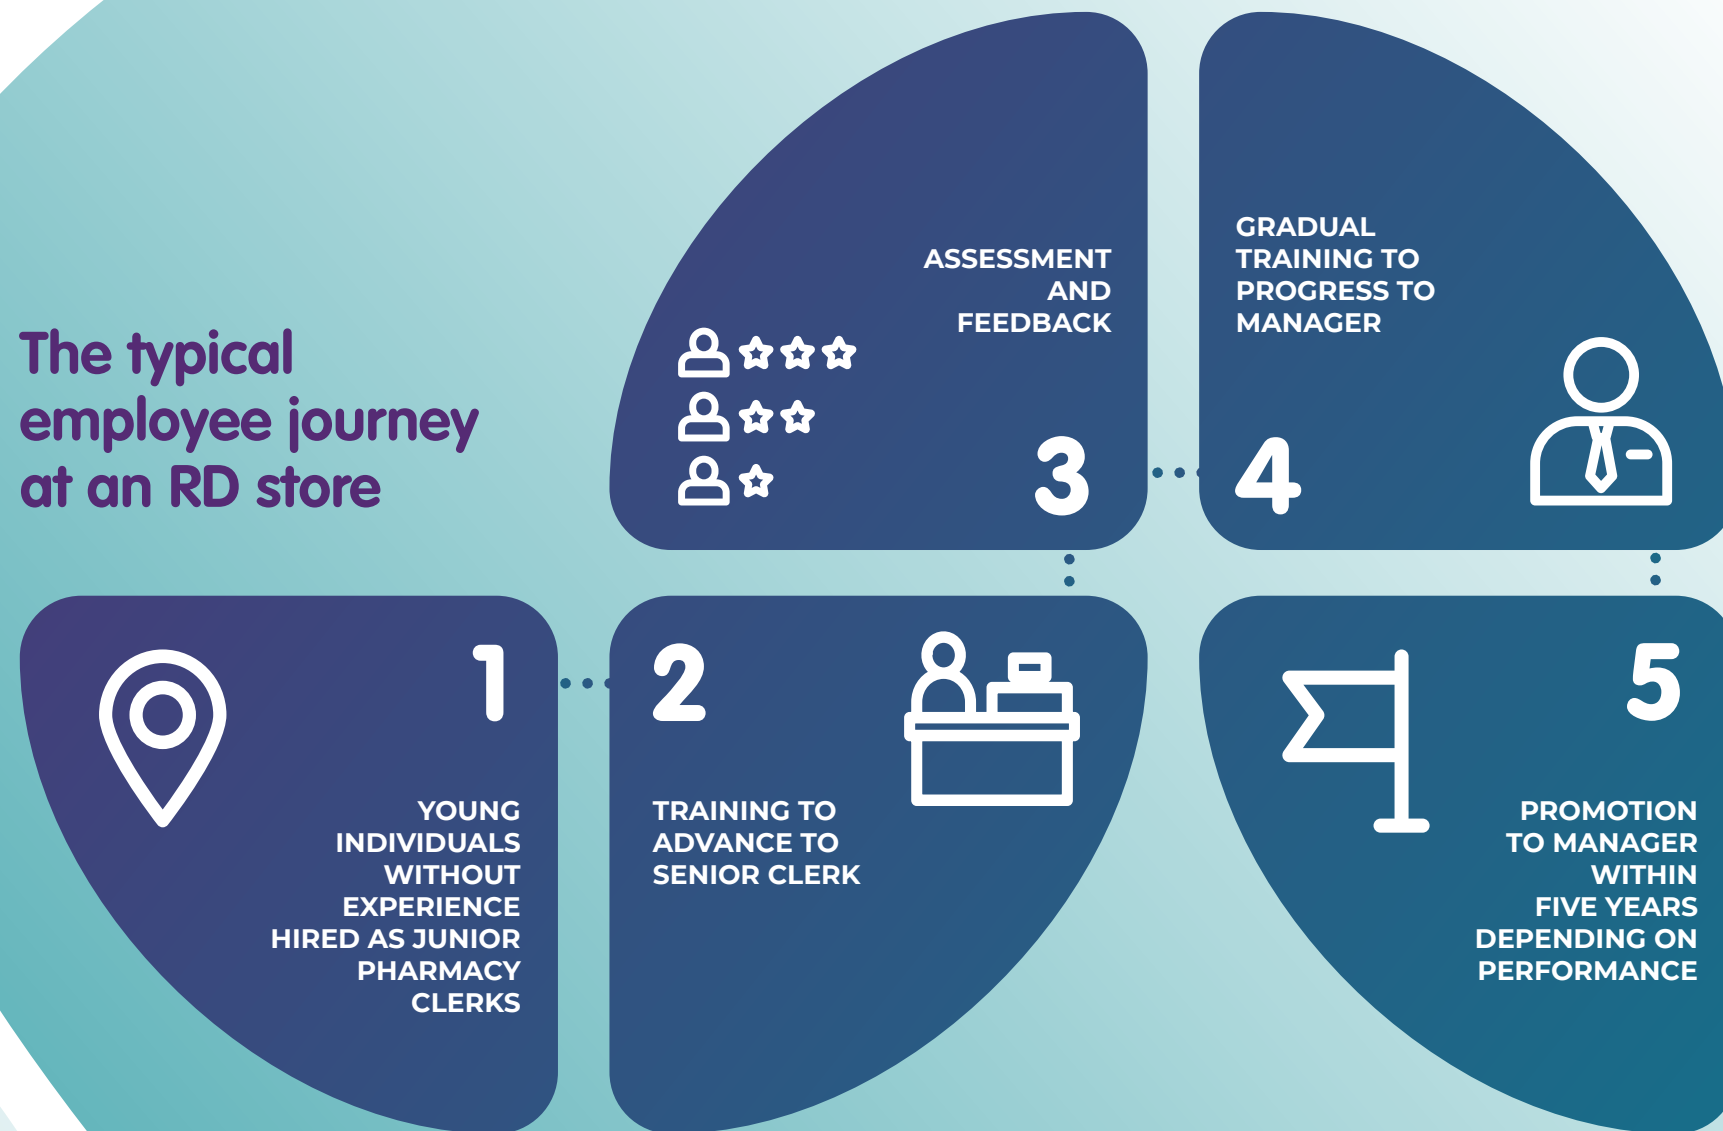 The typical
employee journey
at an RD store
1
YOUNG
INDIVIDUALS
WITHOUT
EXPERIENCE
HIRED AS JUNIOR
PHARMACY
CLERKS
2
TRAINING TO
ADVANCE TO
SENIOR CLERK
ASSESSMENT
AND
FEEDBACK
3
GRADUAL
TRAINING TO
PROGRESS TO
MANAGER
4
5
PROMOTION
TO MANAGER
WITHIN
FIVE YEARS
DEPENDING ON
PERFORMANCE